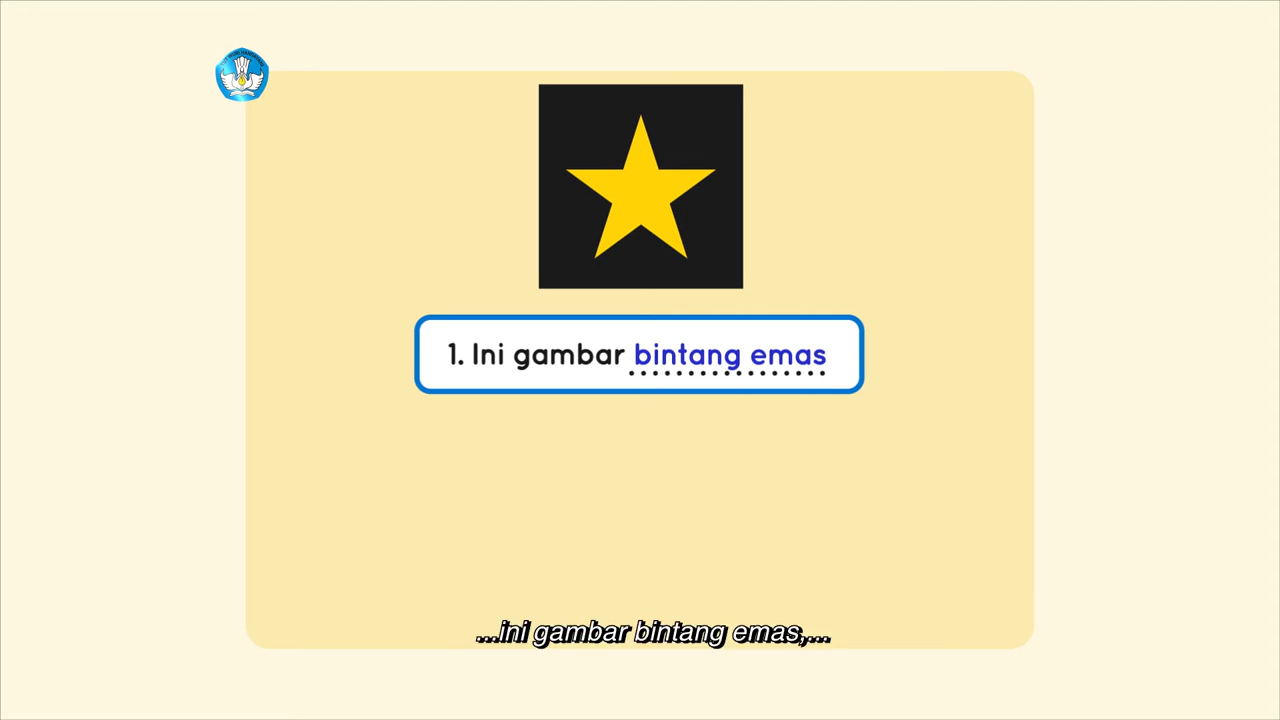 1. Ini gambar bintang emas
...ini gambar bintang emas,...